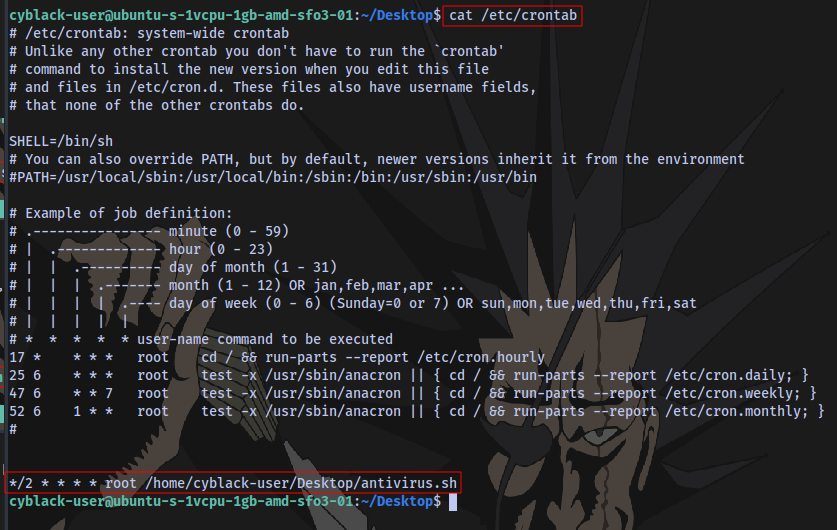 cyblack-user@ubuntu-s-1vcpu-1gb-amd-sfo3-01:~/Desktop$ cat /etc/crontab
# /etc/crontab: system-wide crontab
# Unlike any other crontab you don't have to run the `crontab'
# command to install the new version when you edit this file
# and files in /etc/cron.d. These files also have username fields,
# that none of the other crontabs do.

SHELL=/bin/sh
# You can also override PATH, but by default, newer versions inherit it from the environment
#PATH=/usr/local/sbin:/usr/local/bin:/sbin:/bin:/usr/sbin:/usr/bin

# Example of job definition:
# .---------------- minute (0 - 59)
# |  .------------- hour (0 - 23)
# |  |  .---------- day of month (1 - 31)
# |  |  |  .------- month (1 - 12) OR jan,feb,mar,apr ...
# |  |  |  |  .---- day of week (0 - 6) (Sunday=0 or 7) OR sun,mon,tue,wed,thu,fri,sat
# |  |  |  |  |
# *  *  *  *  * user-name command to be executed
17 *    * * *   root    cd / && run-parts --report /etc/cron.hourly
25 6    * * *   root    test -x /usr/sbin/anacron || { cd / && run-parts --report /etc/cron.daily; }
47 6    * * 7   root    test -x /usr/sbin/anacron || { cd / && run-parts --report /etc/cron.weekly; }
52 6    1 * *   root    test -x /usr/sbin/anacron || { cd / && run-parts --report /etc/cron.monthly; }
#

*/2 * * * * root /home/cyblack-user/Desktop/antivirus.sh
cyblack-user@ubuntu-s-1vcpu-1gb-amd-sfo3-01:~/Desktop$